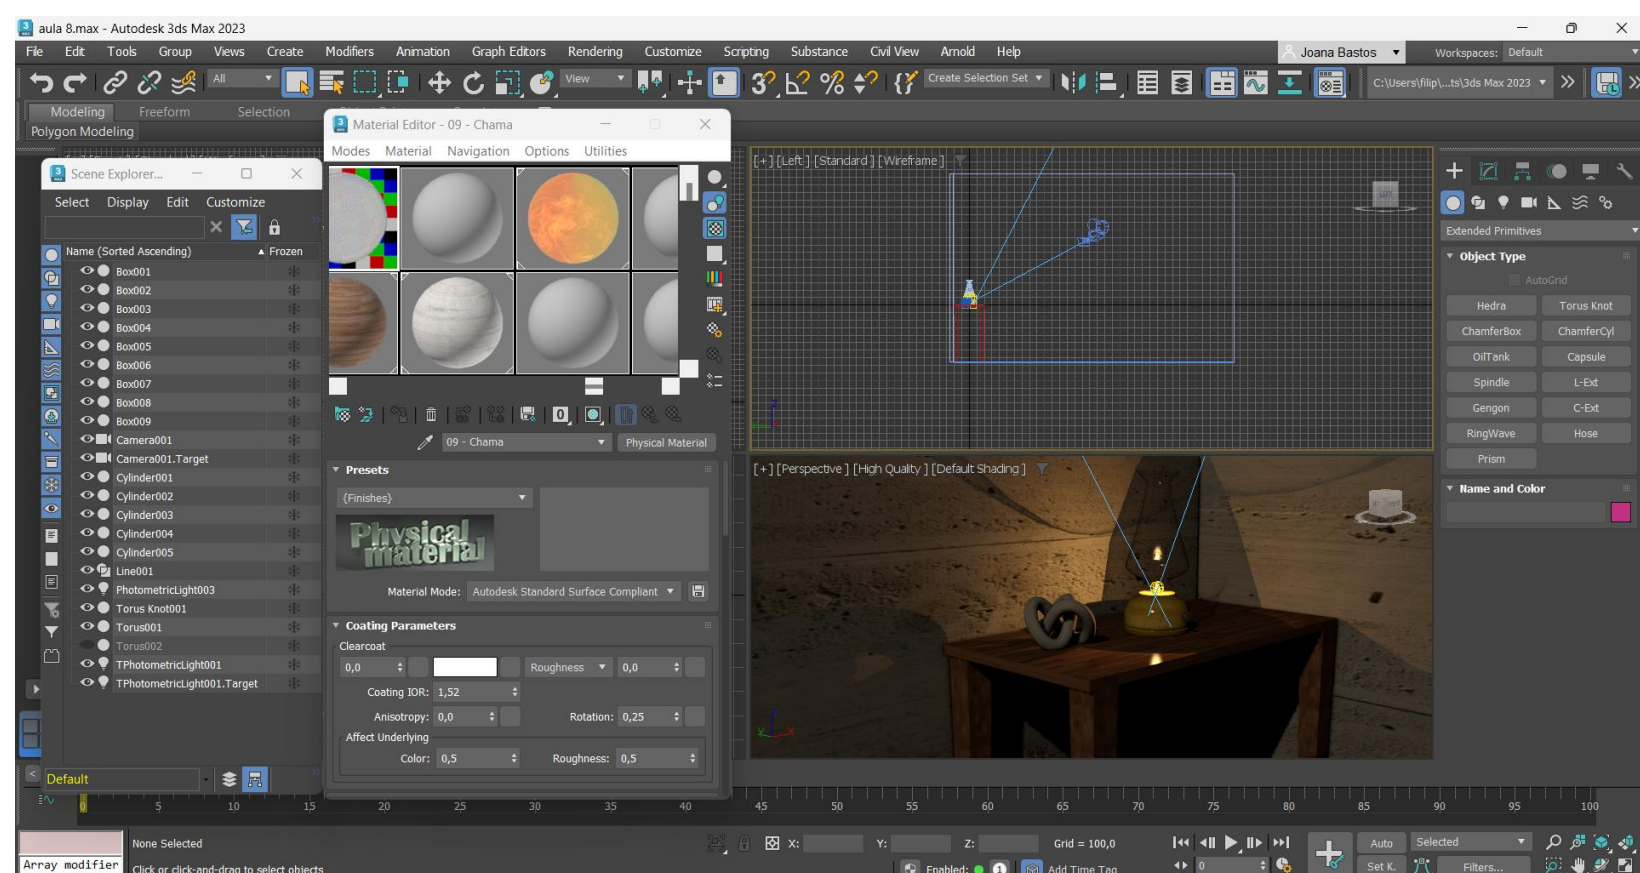 aula 8.max - Autodesk 3ds Max 2023
File Edit Tools Group Views Create Modifiers Animation Graph Editors Rendering Customize Scripting Substance Civil View Arnold Help
Joana Bastos
Workspaces: Default
All
View
Create Selection Set
C:\Users\filip\...ts\3ds Max 2023
Modeling Freeform Selection
Polygon Modeling
Scene Explorer...
Select Display Edit Customize
Name (Sorted Ascending) Frozen
Box001
Box002
Box003
Box004
Box005
Box006
Box007
Box008
Box009
Camera001
Camera001.Target
Cylinder001
Cylinder002
Cylinder003
Cylinder004
Cylinder005
Line001
PhotometricLight003
Torus Knot001
Torus001
Torus002
TPhotometricLight001
TPhotometricLight001.Target
Default
Material Editor - 09 - Chama
Modes Material Navigation Options Utilities
09 - Chama
Physical Material
Presets
{Finishes}
Physical
material
Material Mode: Autodesk Standard Surface Compliant
Coating Parameters
Clearcoat
0,0 Roughness 0,0
Coating IOR: 1,52
Anisotropy: 0,0 Rotation: 0,25
Affect Underlying
Color: 0,5 Roughness: 0,5
[+] [Left] [Standard] [Wireframe]
LEFT
[+] [Perspective] [High Quality] [Default Shading]
Extended Primitives
Object Type
AutoGrid
Hedra Torus Knot
ChamferBox ChamferCyl
OilTank Capsule
Spindle L-Ext
Gengon C-Ext
RingWave Hose
Prism
Name and Color
0 5 10 15 20 25 30 35 40 45 50 55 60 65 70 75 80 85 90 95 100
None Selected
X: Y: Z: Grid = 100,0
Auto Selected
Array modifier
Click or click-and-drag to select objects
Enabled: Add Time Tag
0
Set K. Filters...